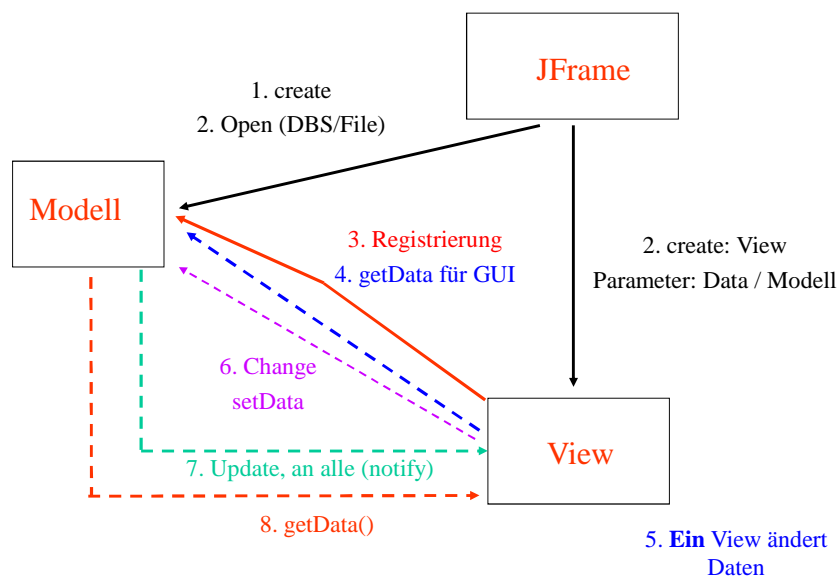 JFrame
1. create
2. Open (DBS/File)
Modell
3. Registrierung
4. getData für GUI
2. create: View
Parameter: Data / Modell
6. Change
setData
View
7. Update, an alle (notify)
8. getData()
5. Ein View ändert
Daten